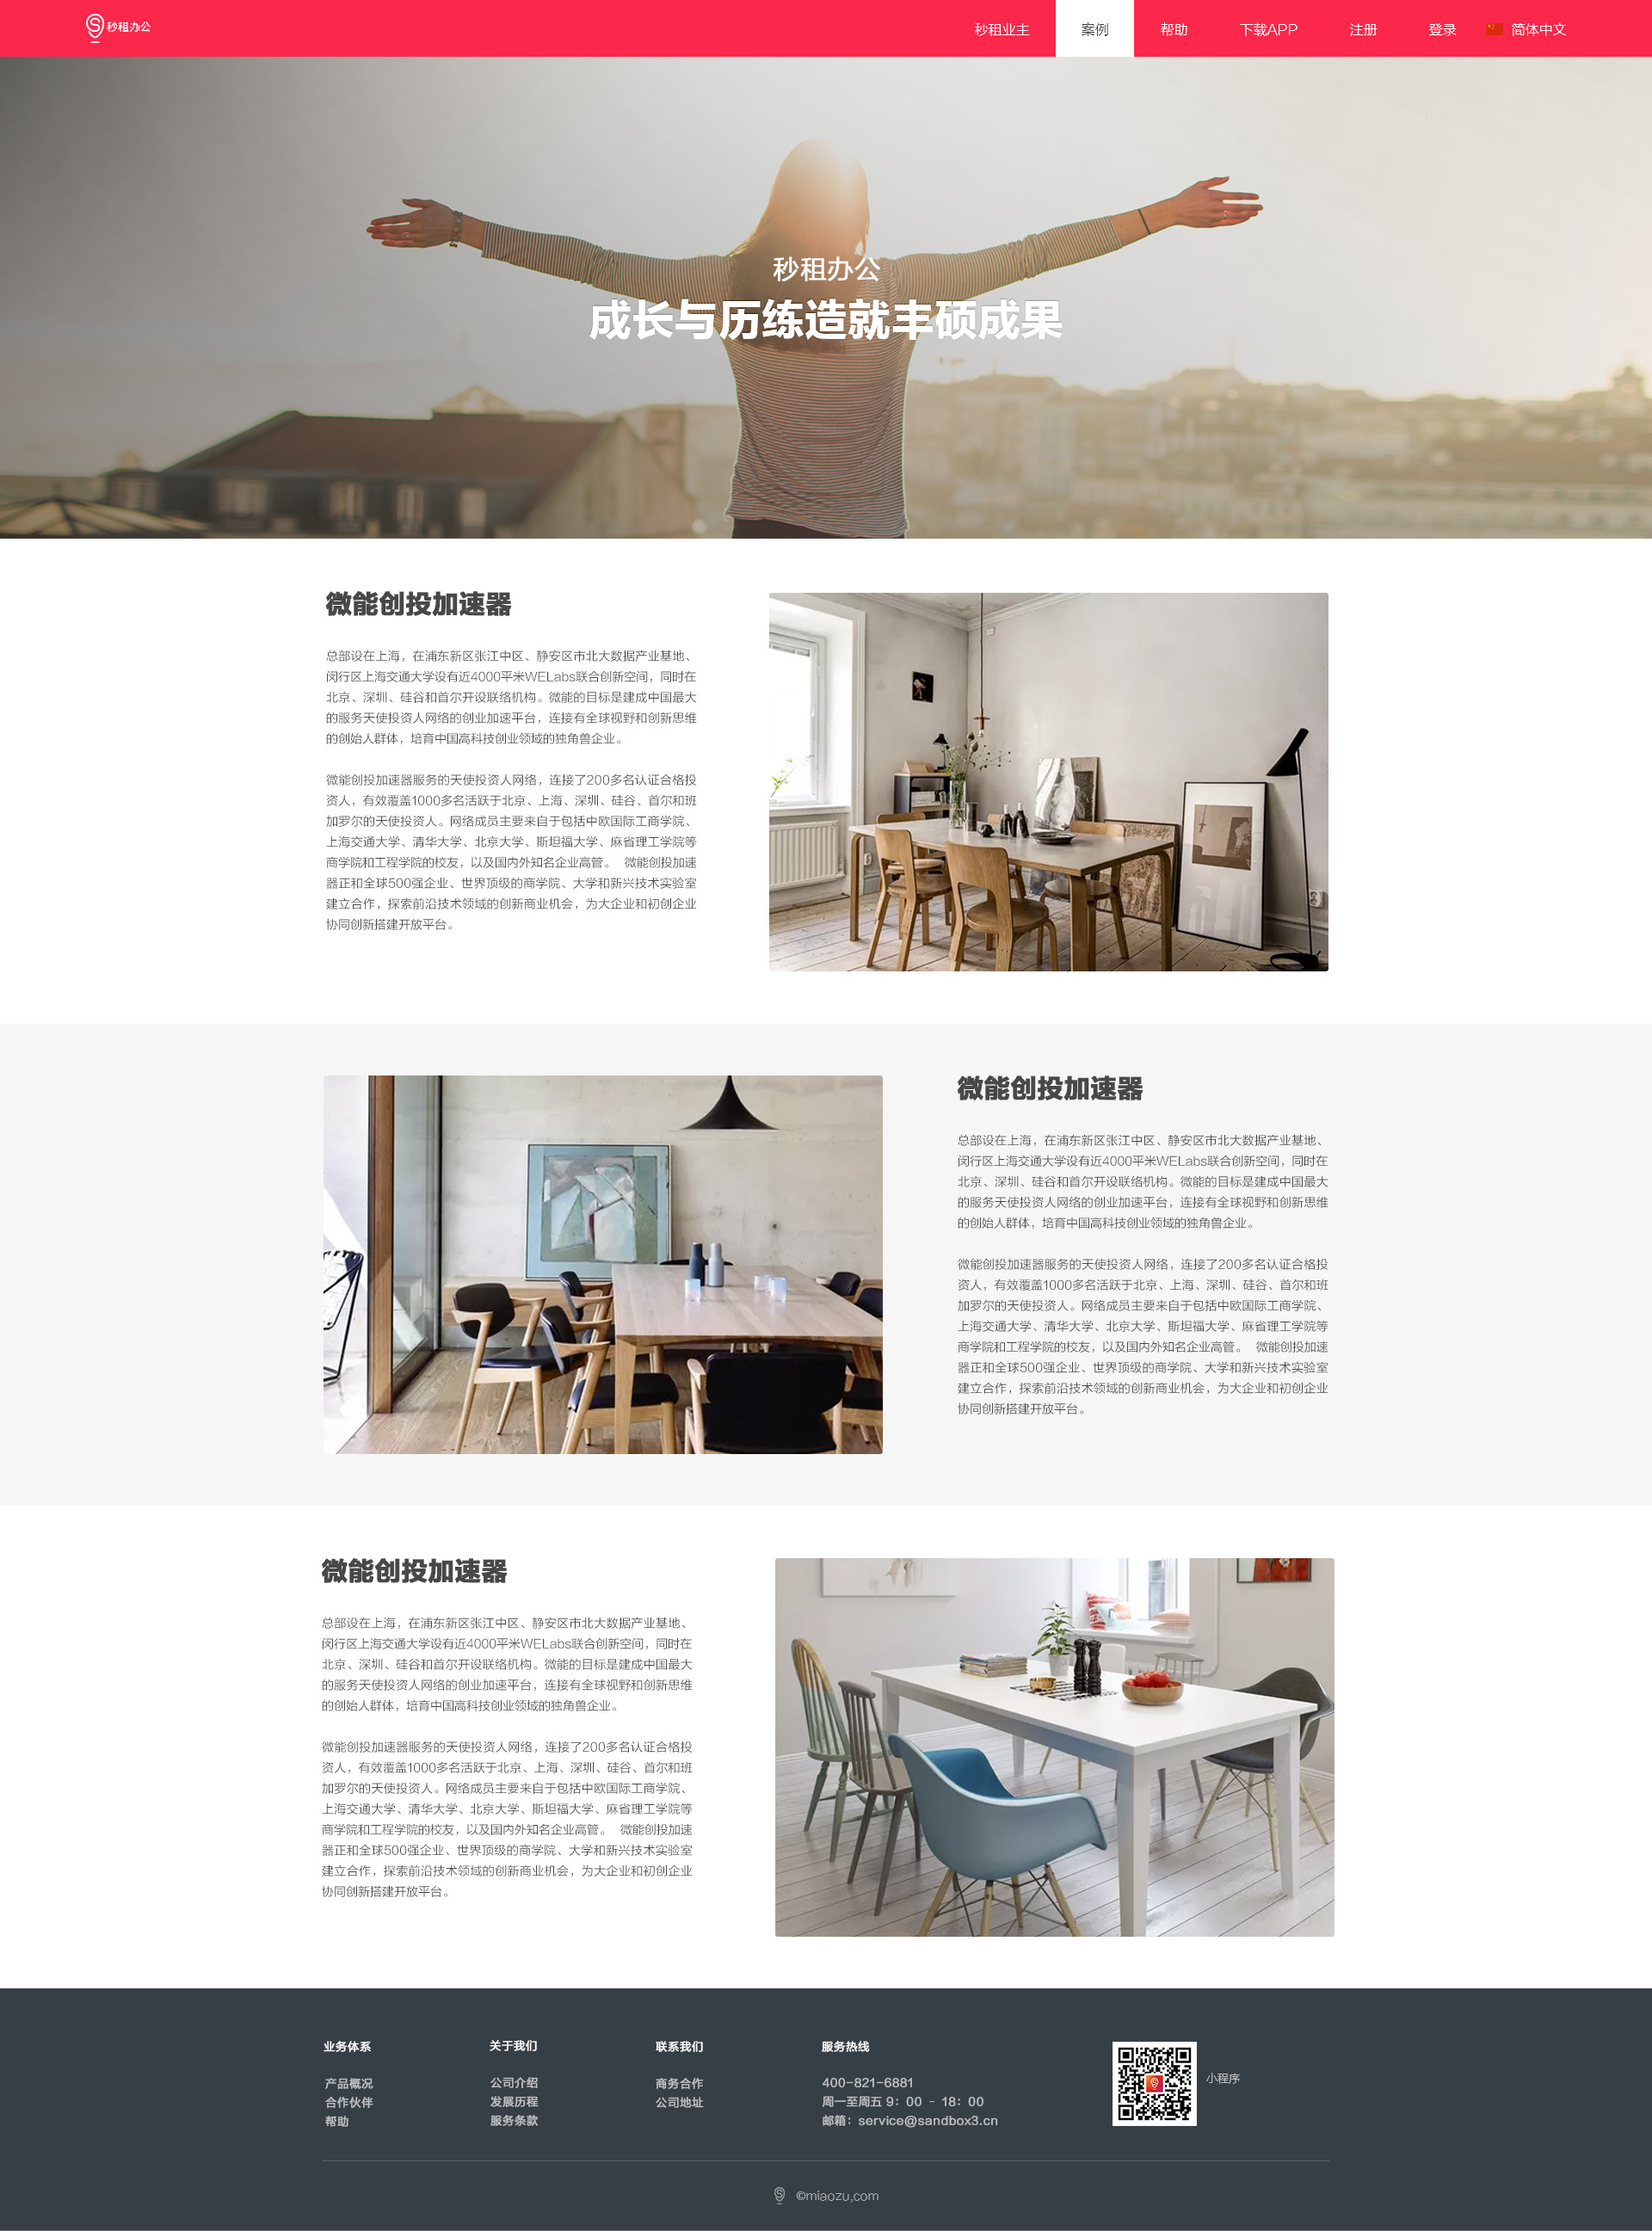 秒租办公
秒租业主 案例 帮助 下载APP 注册 登录 简体中文
秒租办公
成长与历练造就丰硕成果
微能创投加速器
总部设在上海，在浦东新区张江中区、静安区市北大数据产业基地、
闵行区上海交通大学设有近4000平米WELabs联合创新空间，同时在
北京、深圳、硅谷和首尔开设联络机构。微能的目标是建成中国最大
的服务天使投资人网络的创业加速平台，连接有全球视野和创新思维
的创始人群体，培育中国高科技创业领域的独角兽企业。
微能创投加速器服务的天使投资人网络，连接了200多名认证合格投
资人，有效覆盖1000多名活跃于北京、上海、深圳、硅谷、首尔和班
加罗尔的天使投资人。网络成员主要来自于包括中欧国际工商学院、
上海交通大学、清华大学、北京大学、斯坦福大学、麻省理工学院等
商学院和工程学院的校友，以及国内外知名企业高管。 微能创投加速
器正和全球500强企业、世界顶级的商学院、大学和新兴技术实验室
建立合作，探索前沿技术领域的创新商业机会，为大企业和初创企业
协同创新搭建开放平台。
微能创投加速器
总部设在上海，在浦东新区张江中区、静安区市北大数据产业基地、
闵行区上海交通大学设有近4000平米WELabs联合创新空间，同时在
北京、深圳、硅谷和首尔开设联络机构。微能的目标是建成中国最大
的服务天使投资人网络的创业加速平台，连接有全球视野和创新思维
的创始人群体，培育中国高科技创业领域的独角兽企业。
微能创投加速器服务的天使投资人网络，连接了200多名认证合格投
资人，有效覆盖1000多名活跃于北京、上海、深圳、硅谷、首尔和班
加罗尔的天使投资人。网络成员主要来自于包括中欧国际工商学院、
上海交通大学、清华大学、北京大学、斯坦福大学、麻省理工学院等
商学院和工程学院的校友，以及国内外知名企业高管。 微能创投加速
器正和全球500强企业、世界顶级的商学院、大学和新兴技术实验室
建立合作，探索前沿技术领域的创新商业机会，为大企业和初创企业
协同创新搭建开放平台。
微能创投加速器
总部设在上海，在浦东新区张江中区、静安区市北大数据产业基地、
闵行区上海交通大学设有近4000平米WELabs联合创新空间，同时在
北京、深圳、硅谷和首尔开设联络机构。微能的目标是建成中国最大
的服务天使投资人网络的创业加速平台，连接有全球视野和创新思维
的创始人群体，培育中国高科技创业领域的独角兽企业。
微能创投加速器服务的天使投资人网络，连接了200多名认证合格投
资人，有效覆盖1000多名活跃于北京、上海、深圳、硅谷、首尔和班
加罗尔的天使投资人。网络成员主要来自于包括中欧国际工商学院、
上海交通大学、清华大学、北京大学、斯坦福大学、麻省理工学院等
商学院和工程学院的校友，以及国内外知名企业高管。 微能创投加速
器正和全球500强企业、世界顶级的商学院、大学和新兴技术实验室
建立合作，探索前沿技术领域的创新商业机会，为大企业和初创企业
协同创新搭建开放平台。
业务体系
产品概况
合作伙伴
帮助
关于我们
公司介绍
发展历程
服务条款
联系我们
商务合作
公司地址
服务热线
400-821-6881
周一至周五 9：00 - 18：00
邮箱：service@sandbox3.cn
小程序
©miaozu,com